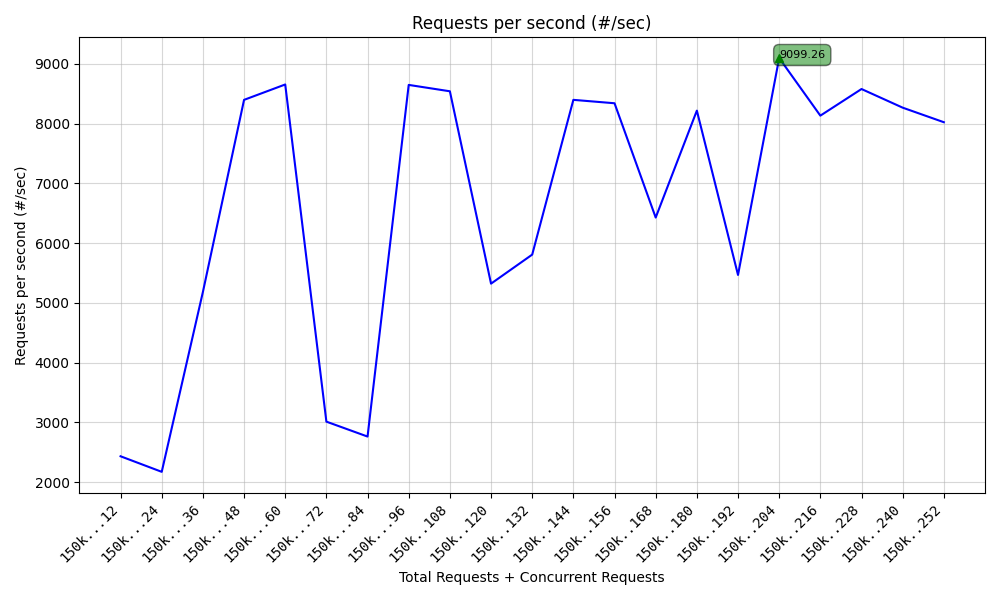 Requests per second (#/sec)
9099.26
9000
8000
7000
6000
5000
4000
3000
2000
Requests per second (#/sec)
150k...12
150k...24
150k...36
150k...48
150k...60
150k...72
150k...84
150k...96
150k..108
150k..120
150k..132
150k..144
150k..156
150k..168
150k..180
150k..192
150k..204
150k..216
150k..228
150k..240
150k..252
Total Requests + Concurrent Requests